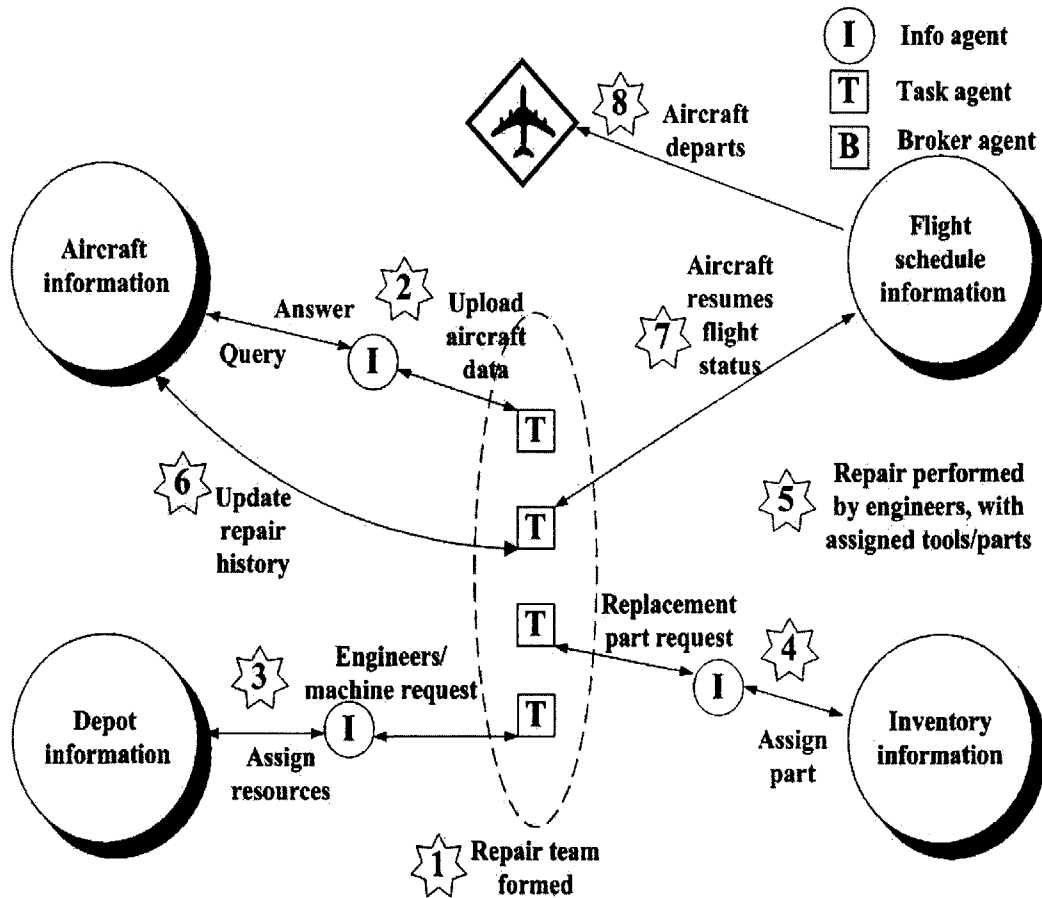 I Info agent
T Task agent
B Broker agent
8
Aircraft
departs
Aircraft
information
Flight
schedule
information
Answer
Query
I
2
Upload
aircraft
data
Aircraft
resumes
flight
status
7
T
6
Update
repair
history
T
5
Repair performed
by engineers, with
assigned tools/parts
T
Replacement
part request
4
I
Assign
part
Inventory
information
Depot
information
3
Engineers/
machine request
I
Assign
resources
T
1
Repair team
formed